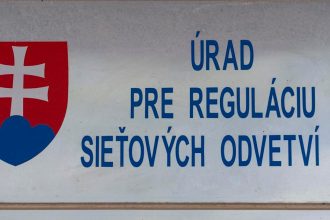 ÚRAD
PRE REGULÁCIU
SIEŤOVÝCH ODVETVÍ